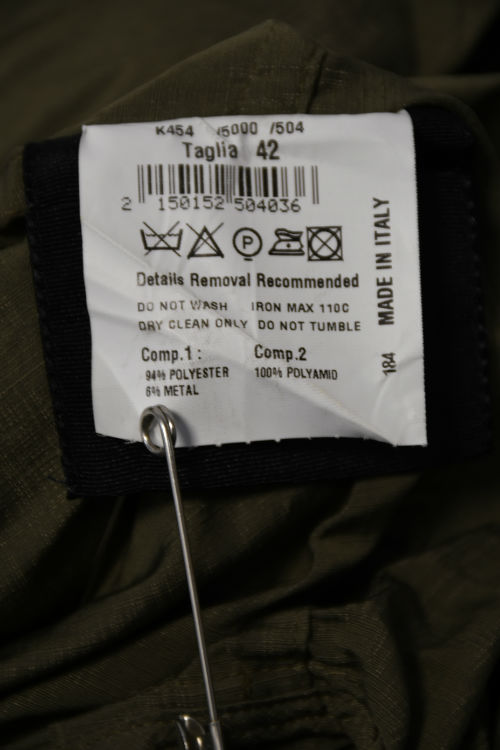 K454 /5000 /504
Taglia 42
2 150152 504036
P
Details Removal Recommended
DO NOT WASH IRON MAX 110C
DRY CLEAN ONLY DO NOT TUMBLE
Comp.1 : Comp.2
94% POLYESTER 100% POLYAMID
6% METAL
184 MADE IN ITALY